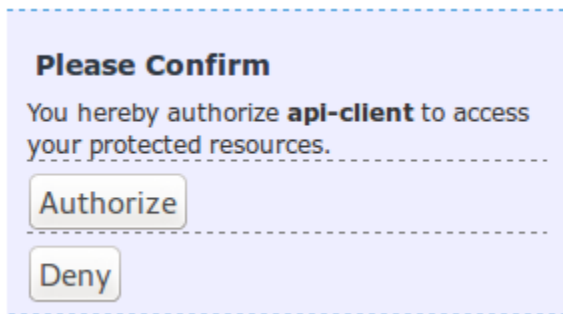 Please Confirm
You hereby authorize api-client to access
your protected resources.
Authorize
Deny